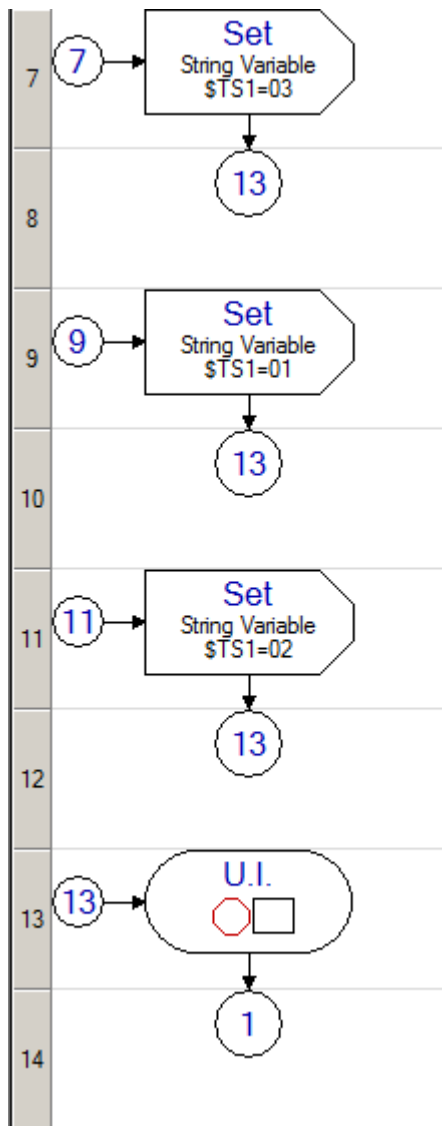 7
7
Set
String Variable
$TS1=03
13
8
9
9
Set
String Variable
$TS1=01
13
10
11
11
Set
String Variable
$TS1=02
13
12
13
13
U.I.
1
14